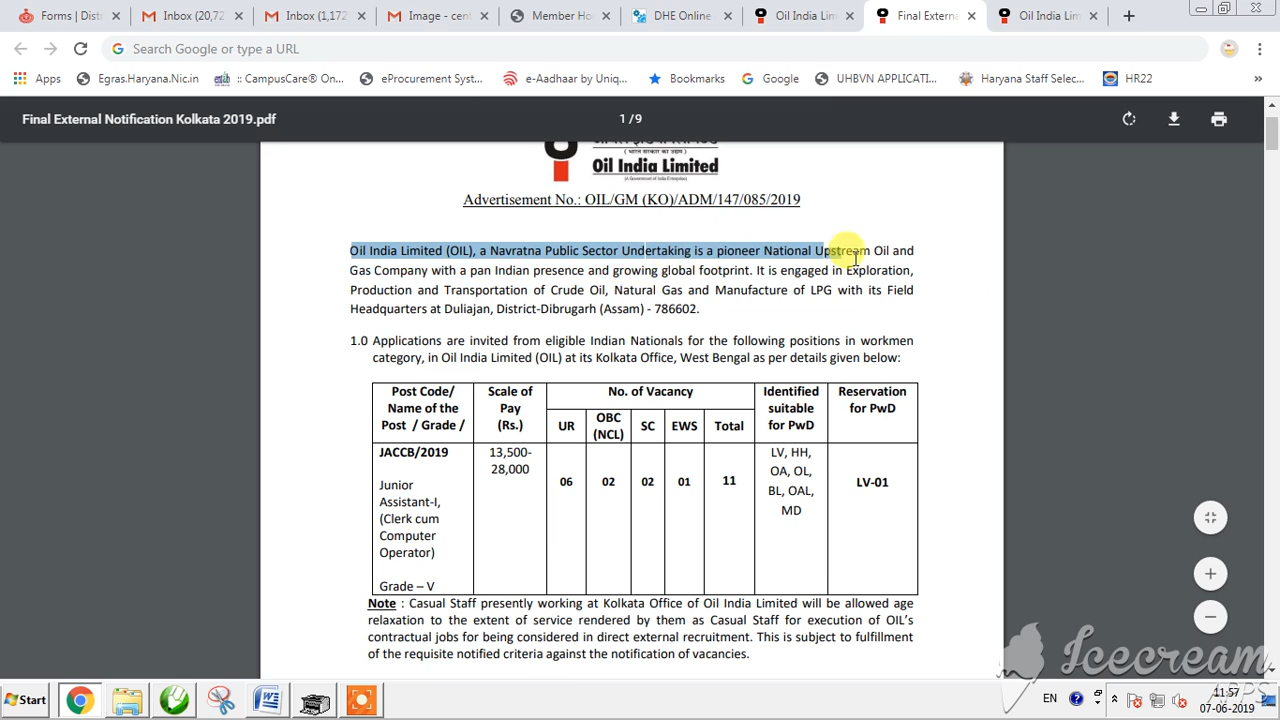 Forms | Dist
Inbox (20,72
Inbox (1,172
Image - cent
Member Ho
DHE Online
Oil India Lim
Final Externa
Oil India Lim
Search Google or type a URL
Apps
Egras.Haryana.Nic.in
:: CampusCare® On...
eProcurement Syst...
e-Aadhaar by Uniq...
Bookmarks
Google
UHBVN APPLICATI...
Haryana Staff Selec...
HR22
»
Final External Notification Kolkata 2019.pdf
1 / 9
(भारत सरकार का उद्यम)
Oil India Limited
(A Government of India Enterprise)
Advertisement No.: OIL/GM (KO)/ADM/147/085/2019
Oil India Limited (OIL), a Navratna Public Sector Undertaking is a pioneer National Upstream Oil and
Gas Company with a pan Indian presence and growing global footprint. It is engaged in Exploration,
Production and Transportation of Crude Oil, Natural Gas and Manufacture of LPG with its Field
Headquarters at Duliajan, District-Dibrugarh (Assam) - 786602.
1.0 Applications are invited from eligible Indian Nationals for the following positions in workmen
category, in Oil India Limited (OIL) at its Kolkata Office, West Bengal as per details given below:
Post Code/
Name of the
Post / Grade /
Scale of
Pay
(Rs.)
No. of Vacancy
UR
OBC
(NCL)
SC
EWS
Total
Identified
suitable
for PwD
Reservation
for PwD
JACCB/2019
Junior
Assistant-I,
(Clerk cum
Computer
Operator)
Grade – V
13,500-
28,000
06
02
02
01
11
LV, HH,
OA, OL,
BL, OAL,
MD
LV-01
Note : Casual Staff presently working at Kolkata Office of Oil India Limited will be allowed age
relaxation to the extent of service rendered by them as Casual Staff for execution of OIL's
contractual jobs for being considered in direct external recruitment. This is subject to fulfillment
of the requisite notified criteria against the notification of vacancies.
Icecream
APPS
Start
EN
11:57
07-06-2019